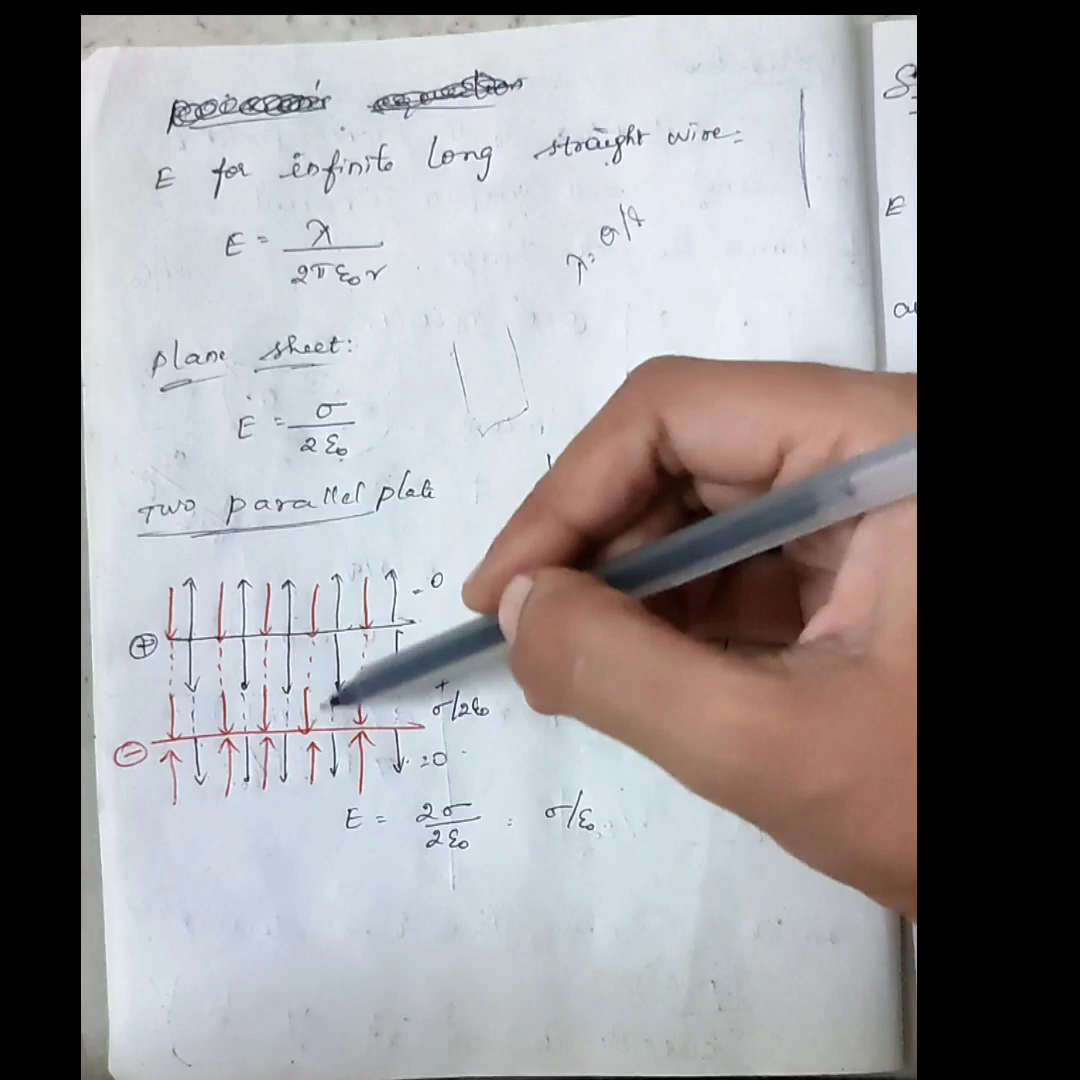 E for infinite long straight wire:
E = λ / 2πε₀r
λ =
plane sheet:
E = σ / 2ε₀
Two parallel plate
= 0
+
+
σ/2ε₀
−
= 0
E = 2σ / 2ε₀ = σ/ε₀
E